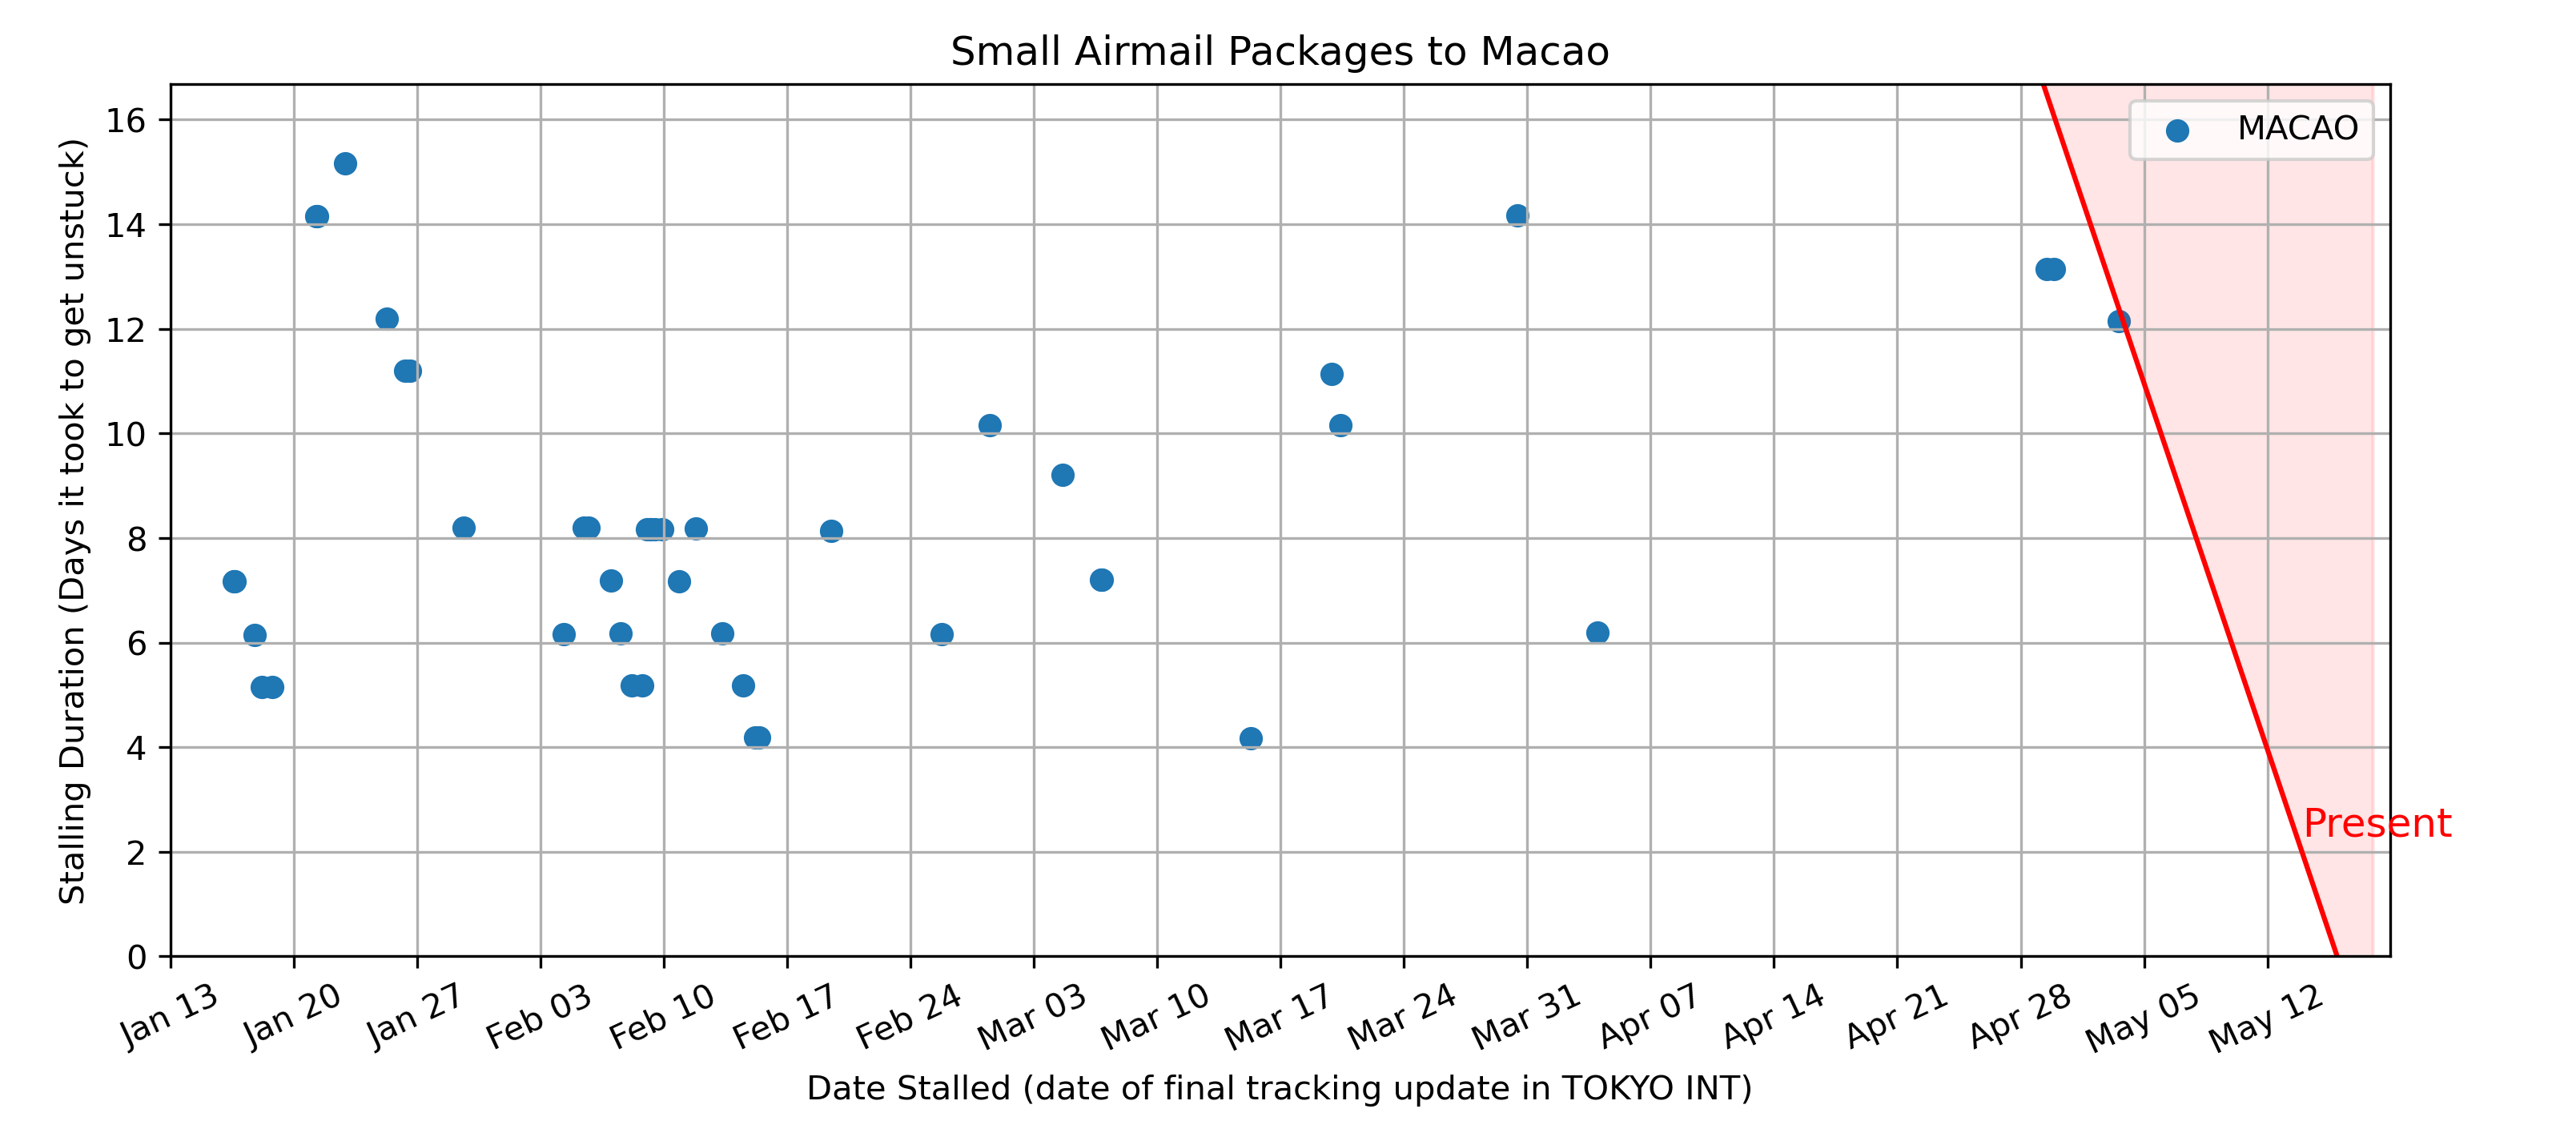 Small Airmail Packages to Macao
MACAO
16
14
12
10
8
6
4
2
0
Stalling Duration (Days it took to get unstuck)
Present
Jan 13
Jan 20
Jan 27
Feb 03
Feb 10
Feb 17
Feb 24
Mar 03
Mar 10
Mar 17
Mar 24
Mar 31
Apr 07
Apr 14
Apr 21
Apr 28
May 05
May 12
Date Stalled (date of final tracking update in TOKYO INT)